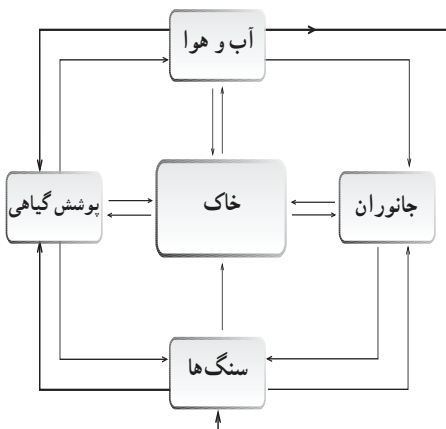 آب و هوا
پوشش گیاهی
خاک
جانوران
سنگ‌ها